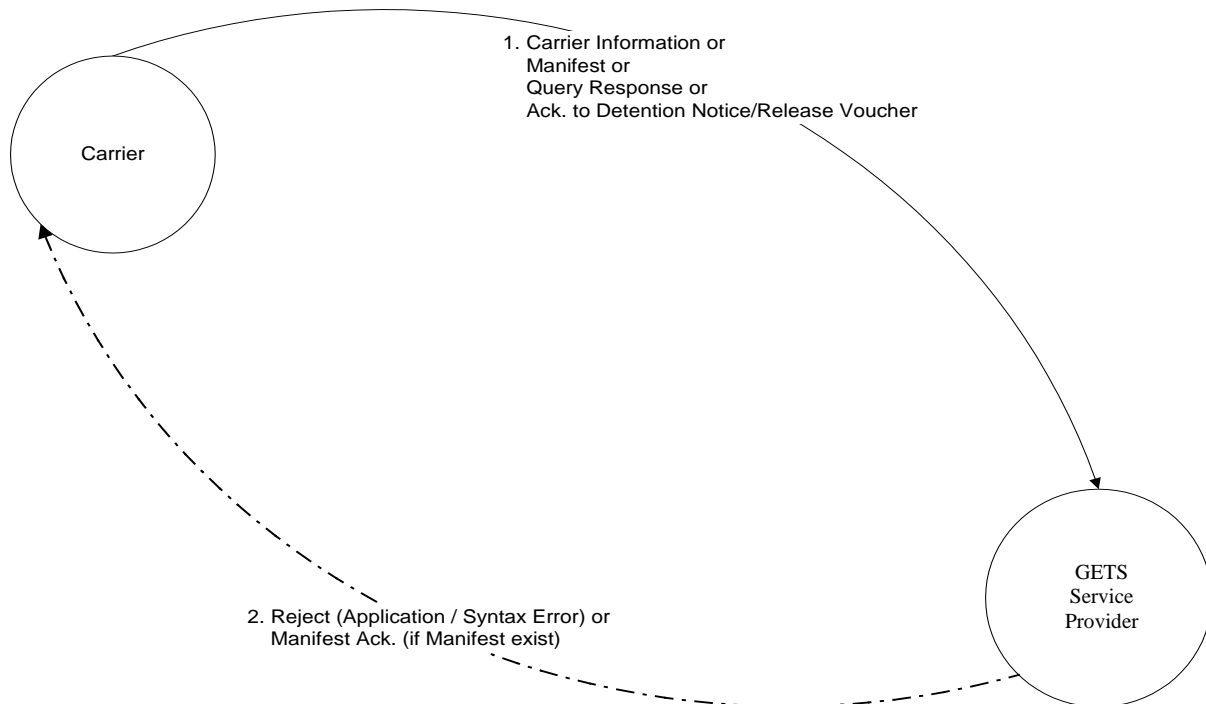 1. Carrier Information or
Manifest or
Query Response or
Ack. to Detention Notice/Release Voucher
Carrier
GETS
Service
Provider
2. Reject (Application / Syntax Error) or
Manifest Ack. (if Manifest exist)